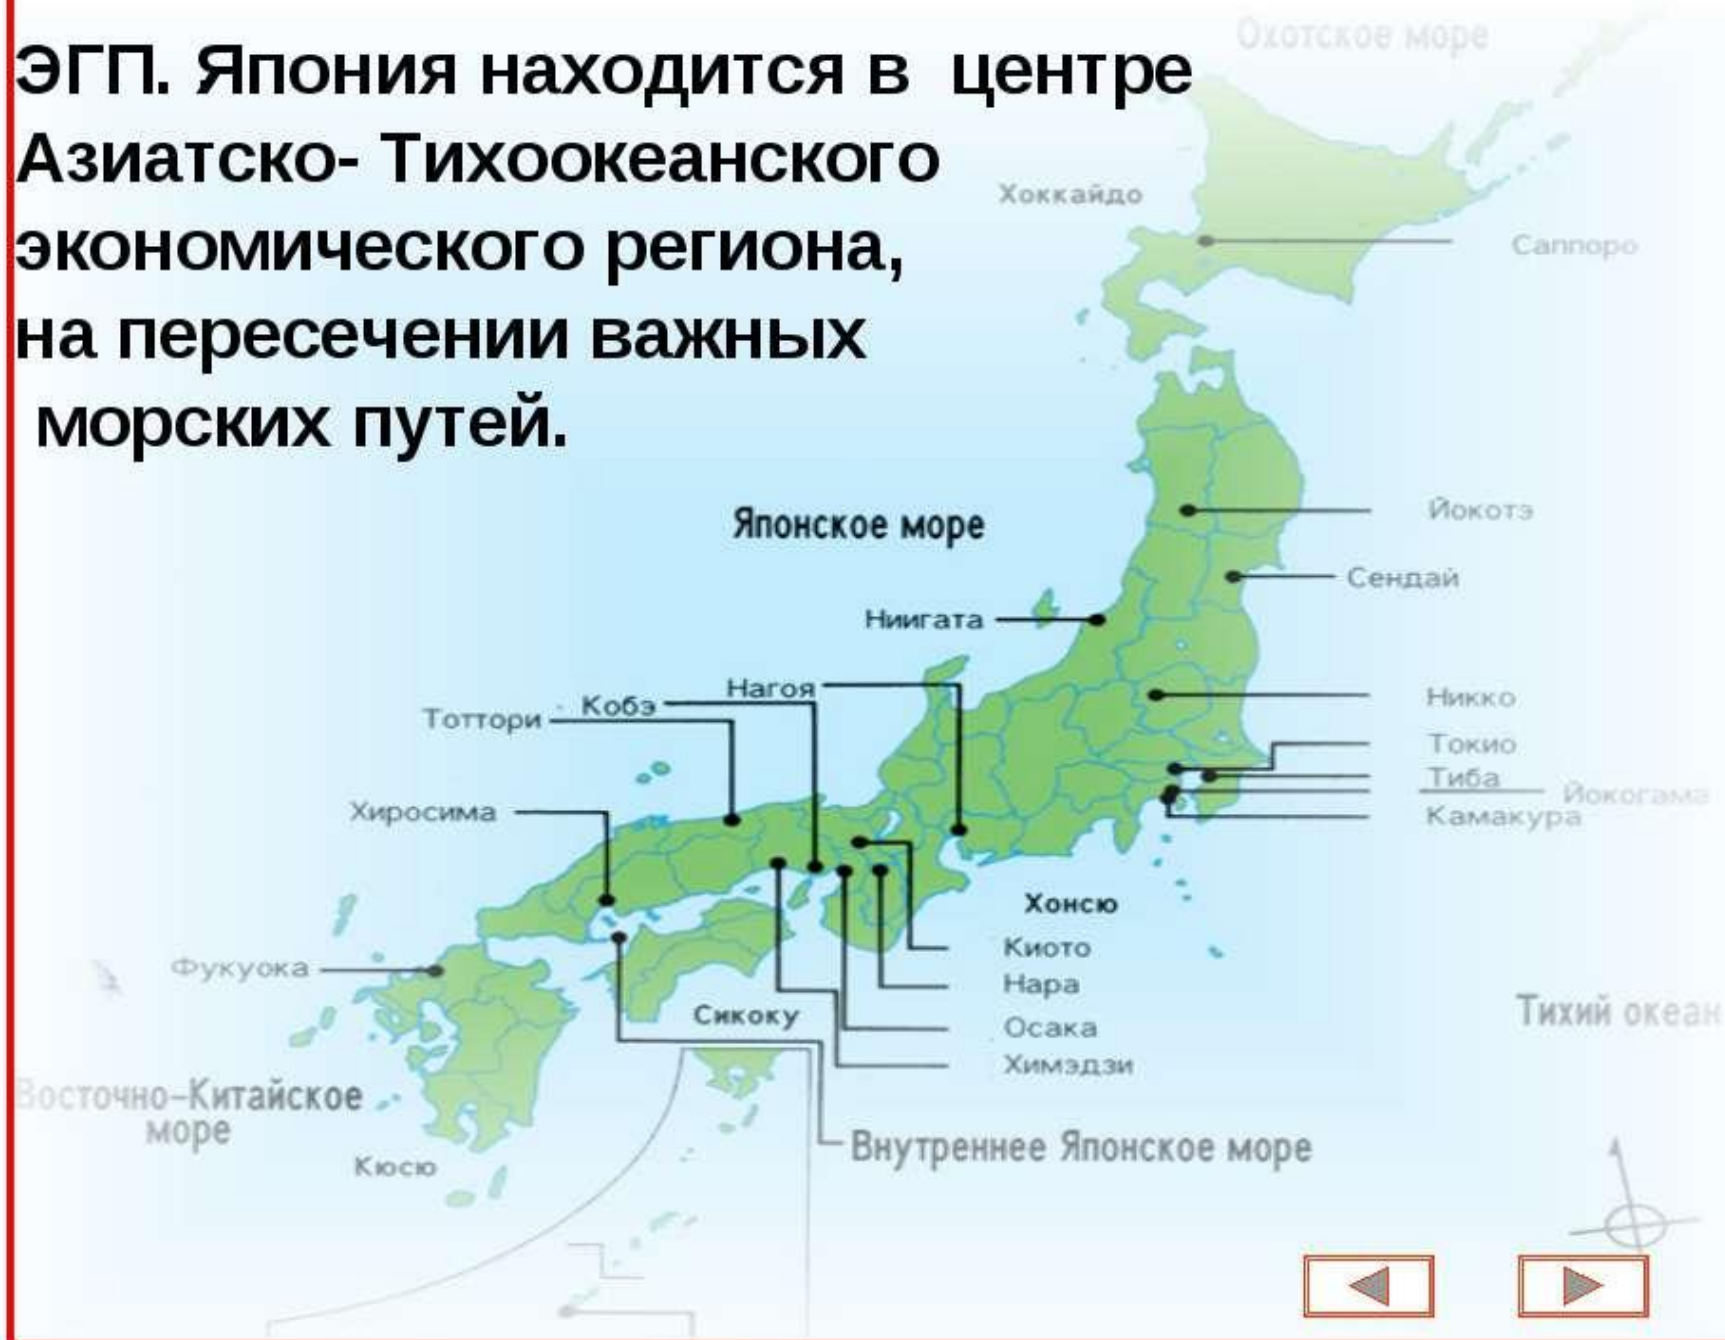 ЭГП. Япония находится в центре
Азиатско- Тихоокеанского
экономического региона,
на пересечении важных
морских путей.
Охотское море
Хоккайдо
Саппоро
Йокотэ
Японское море
Сендай
Ниигата
Нагоя
Никко
Кобэ
Тоттори
Токио
Тиба
Йокогама
Хиросима
Камакура
Хонсю
Киото
Фукуока
Нара
Тихий океан
Сикоку
Осака
Химэдзи
Восточно-Китайское
море
Внутреннее Японское море
Кюсю